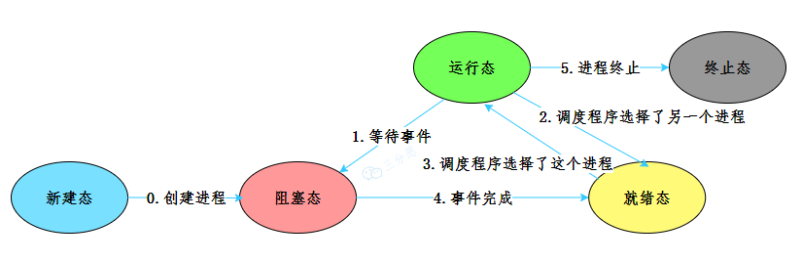 运行态
5.进程终止
终止态
2.调度程序选择了另一个进程
1.等待事件
3.调度程序选择了这个进程
新建态
0.创建进程
阻塞态
4.事件完成
就绪态